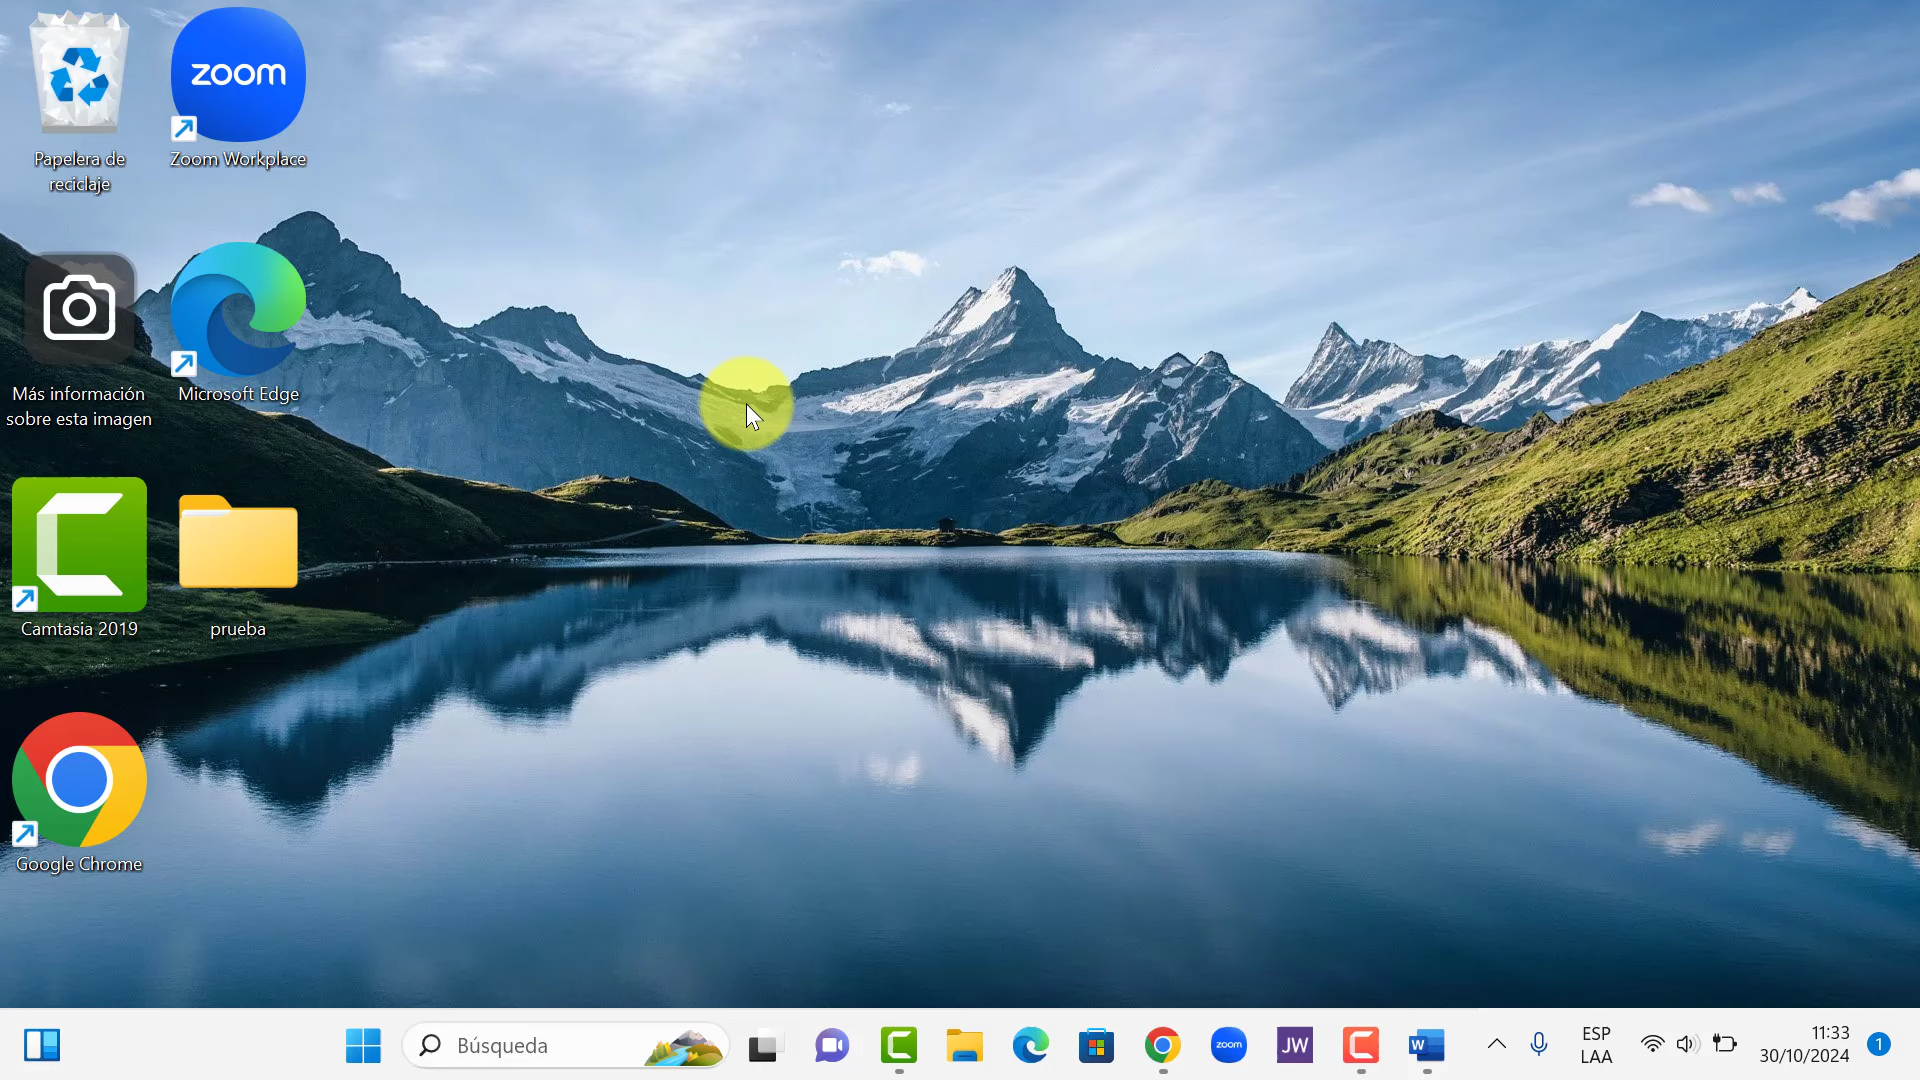 zoom
Papelera de
reciclaje
Zoom Workplace
Más información
sobre esta imagen
Microsoft Edge
Camtasia 2019
prueba
Google Chrome
Búsqueda
zoom
JW
W
ESP
LAA
11:33
30/10/2024
1